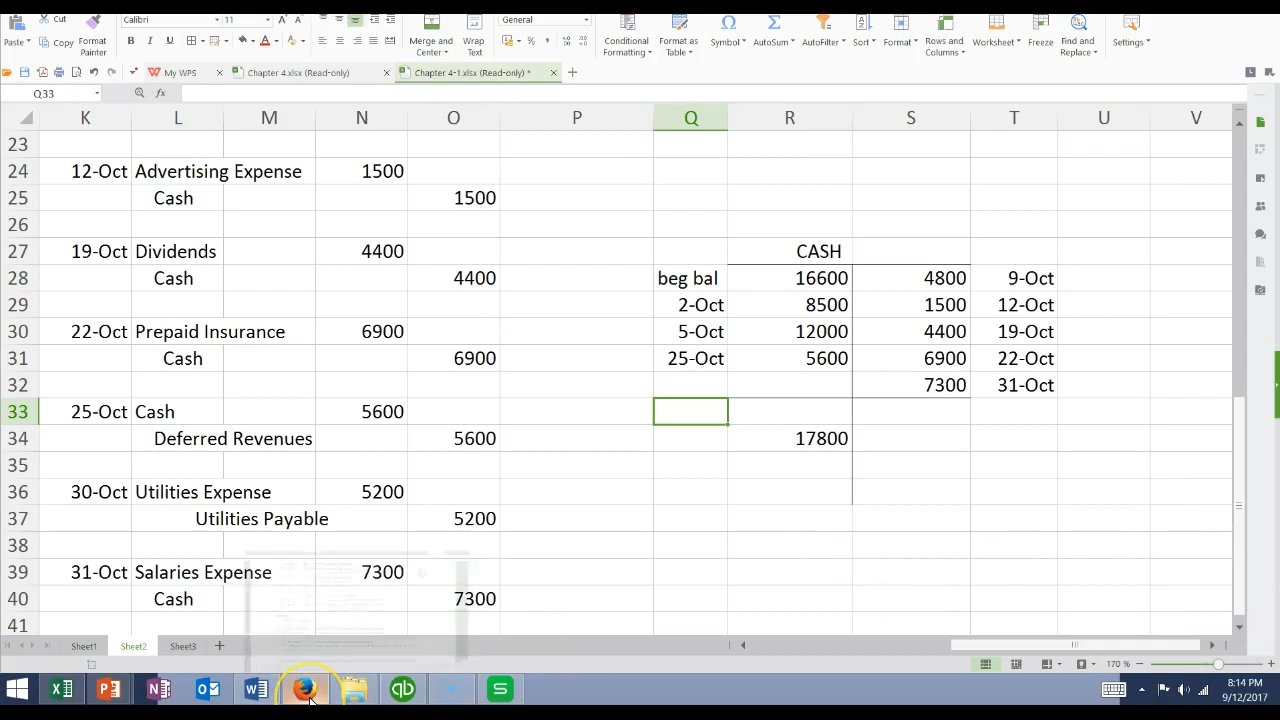 Cut
Calibri 11 General
Paste Copy Format Painter B I U A Merge and Center Wrap Text % Conditional Formatting Format as Table Symbol AutoSum AutoFilter Sort Format Rows and Columns Worksheet Freeze Find and Replace Settings
My WPS Chapter 4.xlsx (Read-only) Chapter 4-1.xlsx (Read-only) *
Q33 fx
K L M N O P Q R S T U V
23
24 12-Oct Advertising Expense 1500
25 Cash 1500
26
27 19-Oct Dividends 4400 CASH
28 Cash 4400 beg bal 16600 4800 9-Oct
29 2-Oct 8500 1500 12-Oct
30 22-Oct Prepaid Insurance 6900 5-Oct 12000 4400 19-Oct
31 Cash 6900 25-Oct 5600 6900 22-Oct
32 7300 31-Oct
33 25-Oct Cash 5600
34 Deferred Revenues 5600 17800
35
36 30-Oct Utilities Expense 5200
37 Utilities Payable 5200
38
39 31-Oct Salaries Expense 7300
40 Cash 7300
41
Sheet1 Sheet2 Sheet3 +
170 %
8:14 PM
9/12/2017